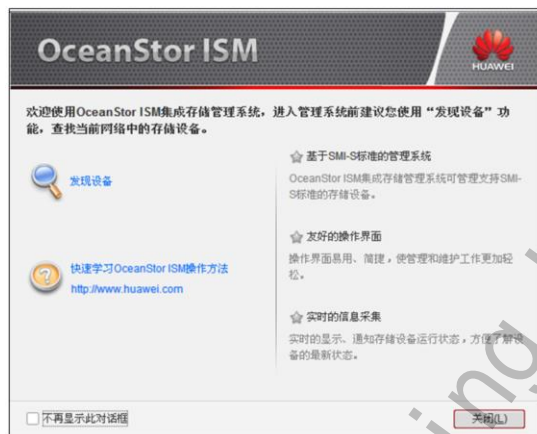 OceanStor ISM
HUAWEI
欢迎使用OceanStor ISM集成存储管理系统，进入管理系统前建议您使用“发现设备”功
能，查找当前网络中的存储设备。
发现设备
快速学习OceanStor ISM操作方法
http://www.huawei.com
基于SMI-S标准的管理系统
OceanStor ISM集成存储管理系统可管理支持SMI-
S标准的存储设备。
友好的操作界面
操作界面易用、简捷，使管理和维护工作更加轻
松。
实时的信息采集
实时的显示、通知存储设备运行状态，方便了解设
备的最新状态。
不再显示此对话框
关闭(L)
ing